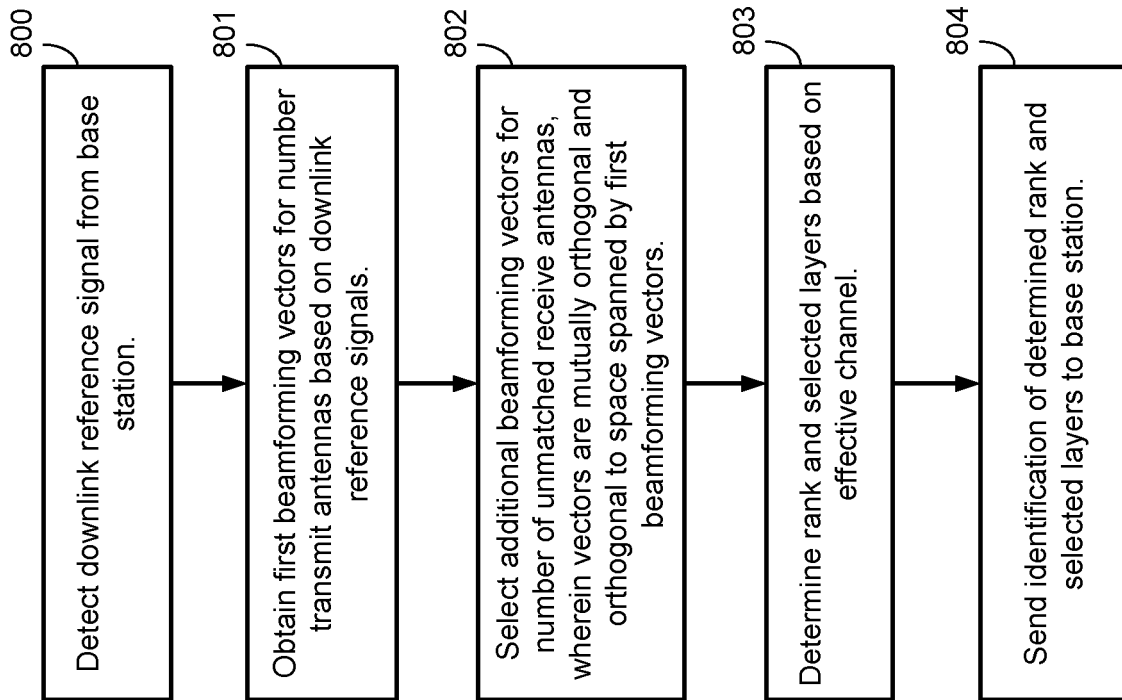 800
Detect downlink reference signal from base
station.
801
Obtain first beamforming vectors for number
transmit antennas based on downlink
reference signals.
802
Select additional beamforming vectors for
number of unmatched receive antennas,
wherein vectors are mutually orthogonal and
orthogonal to space spanned by first
beamforming vectors.
803
Determine rank and selected layers based on
effective channel.
804
Send identification of determined rank and
selected layers to base station.